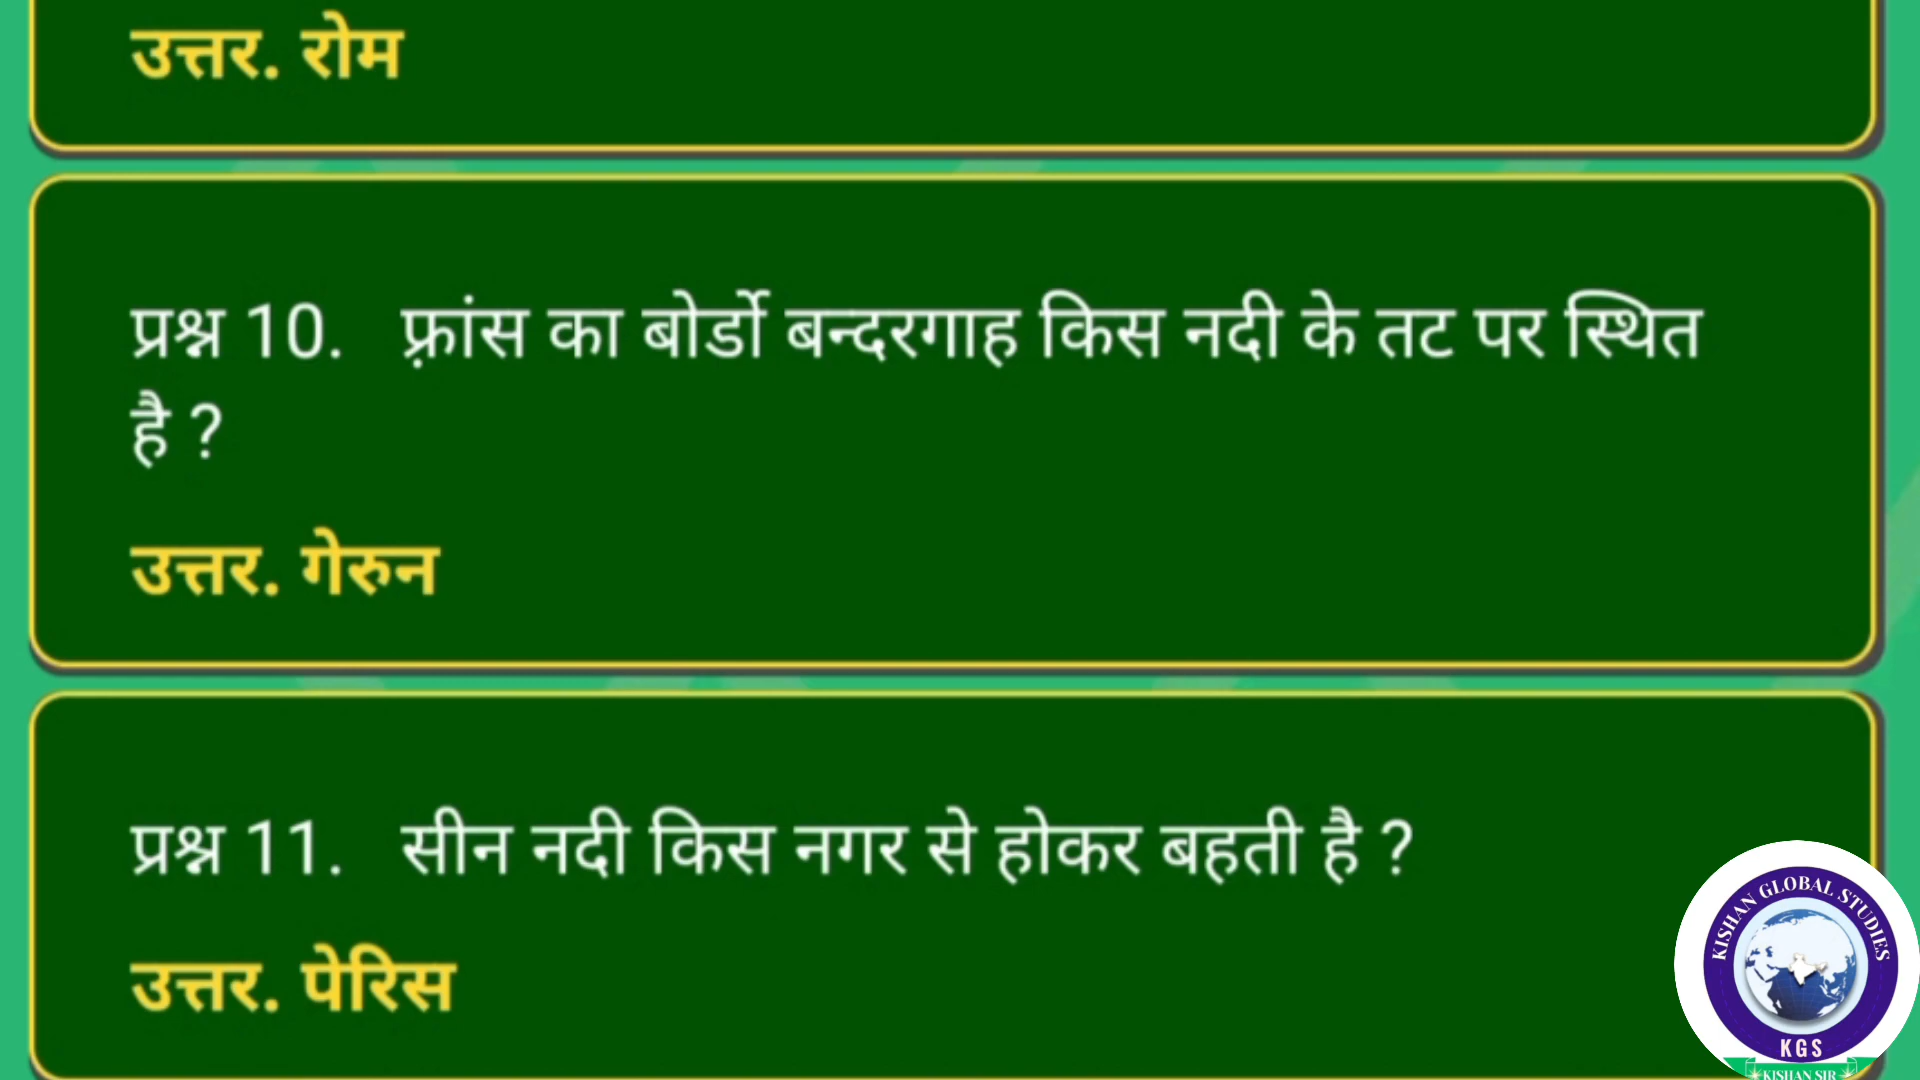 उत्तर. रोम
प्रश्न 10. फ़्रांस का बोर्डो बन्दरगाह किस नदी के तट पर स्थित
है ?
उत्तर. गेरुन
प्रश्न 11. सीन नदी किस नगर से होकर बहती है ?
उत्तर. पेरिस
KISHAN GLOBAL STUDIES
KGS
KISHAN SIR